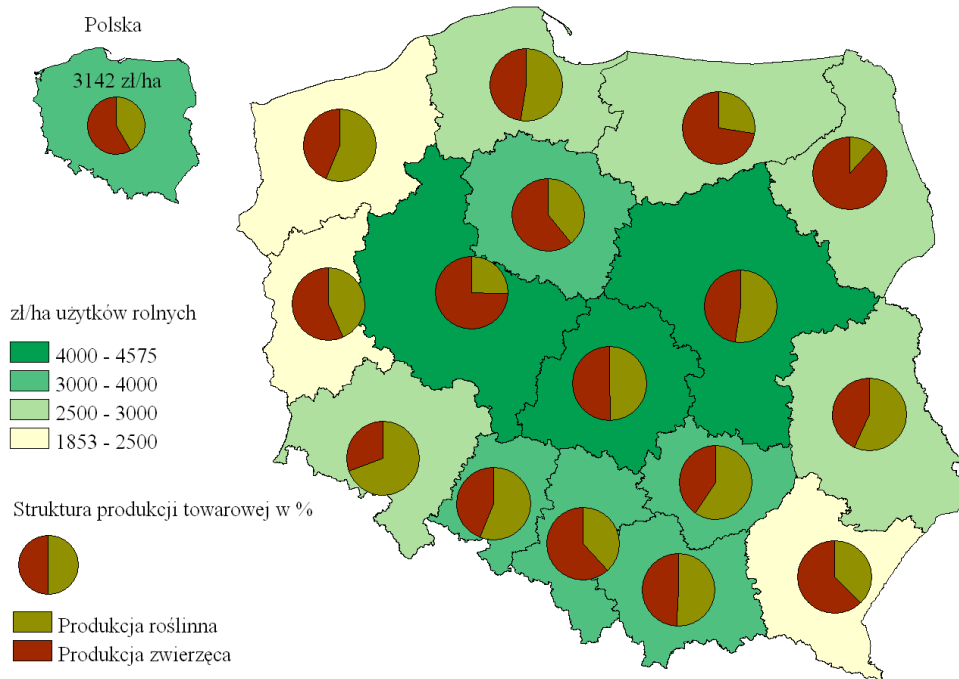 Polska
3142 zł/ha
zł/ha użytków rolnych
4000 - 4575
3000 - 4000
2500 - 3000
1853 - 2500
Struktura produkcji towarowej w %
Produkcja roślinna
Produkcja zwierzęca